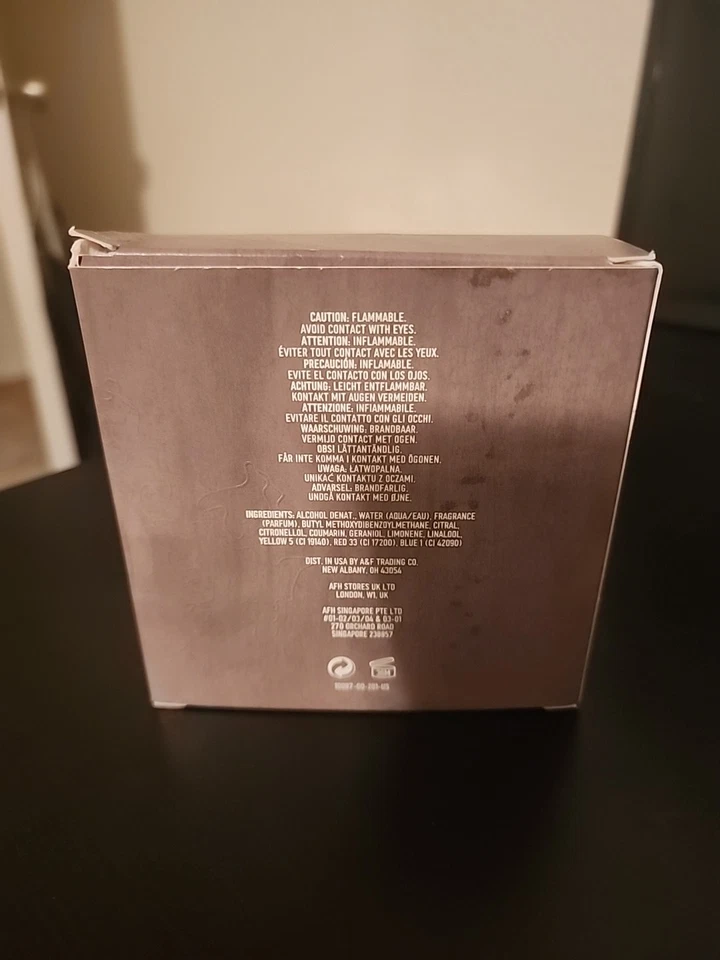 CAUTION: FLAMMABLE.
AVOID CONTACT WITH EYES.
ATTENTION: INFLAMMABLE.
ÉVITER TOUT CONTACT AVEC LES YEUX.
PRECAUCIÓN: INFLAMABLE.
EVITE EL CONTACTO CON LOS OJOS.
ACHTUNG: LEICHT ENTFLAMMBAR.
KONTAKT MIT AUGEN VERMEIDEN.
ATTENZIONE: INFIAMMABILE.
EVITARE IL CONTATTO CON GLI OCCHI.
WAARSCHUWING: BRANDBAAR.
VERMIJD CONTACT MET OGEN.
OBS! LÄTTANTÄNDLIG.
FÅR INTE KOMMA I KONTAKT MED ÖGONEN.
UWAGA: ŁATWOPALNA.
UNIKAĆ KONTAKTU Z OCZAMI.
ADVARSEL: BRANDFARLIG.
UNDGÅ KONTAKT MED ØJNE.
INGREDIENTS: ALCOHOL DENAT., WATER (AQUA/EAU), FRAGRANCE
(PARFUM), BUTYL METHOXYDIBENZOYLMETHANE, CITRAL,
CITRONELLOL, COUMARIN, GERANIOL, LIMONENE, LINALOOL,
YELLOW 5 (CI 19140), RED 33 (CI 17200), BLUE 1 (CI 42090)
DIST. IN USA BY A&F TRADING CO.
NEW ALBANY, OH 43054
AFH STORES UK LTD
LONDON, W1, UK
AFH SINGAPORE PTE LTD
#01-02/03/04 & 03-01
270 ORCHARD ROAD
SINGAPORE 238857